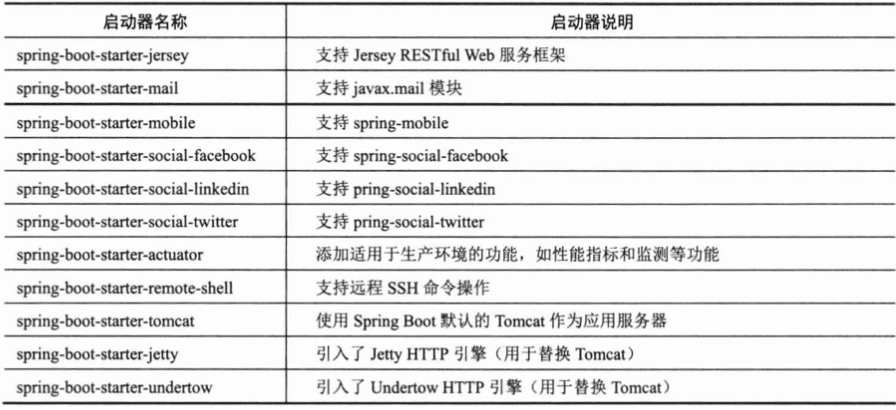 启动器名称 启动器说明
spring-boot-starter-jersey 支持 Jersey RESTful Web 服务框架
spring-boot-starter-mail 支持 javax.mail 模块
spring-boot-starter-mobile 支持 spring-mobile
spring-boot-starter-social-facebook 支持 spring-social-facebook
spring-boot-starter-social-linkedin 支持 pring-social-linkedin
spring-boot-starter-social-twitter 支持 pring-social-twitter
spring-boot-starter-actuator 添加适用于生产环境的功能，如性能指标和监测等功能
spring-boot-starter-remote-shell 支持远程 SSH 命令操作
spring-boot-starter-tomcat 使用 Spring Boot 默认的 Tomcat 作为应用服务器
spring-boot-starter-jetty 引入了 Jetty HTTP 引擎（用于替换 Tomcat）
spring-boot-starter-undertow 引入了 Undertow HTTP 引擎（用于替换 Tomcat）